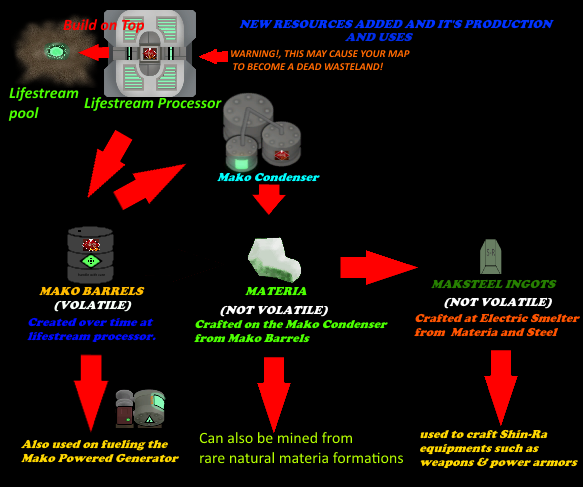 Build on Top
NEW RESOURCES ADDED AND IT'S PRODUCTION
AND USES
WARNING!, THIS MAY CAUSE YOUR MAP
TO BECOME A DEAD WASTELAND!
Lifestream
pool
Lifestream Processor
Mako Condenser
MAKO BARRELS
(VOLATILE)
Created over time at
lifestream processor.
MATERIA
(NOT VOLATILE)
Crafted on the Mako Condenser
from Mako Barrels
S-R
MAKSTEEL INGOTS
(NOT VOLATILE)
Crafted at Electric Smelter
from Materia and Steel
Also used on fueling the
Mako Powered Generator
Can also be mined from
rare natural materia formations
used to craft Shin-Ra
equipments such as
weapons & power armors